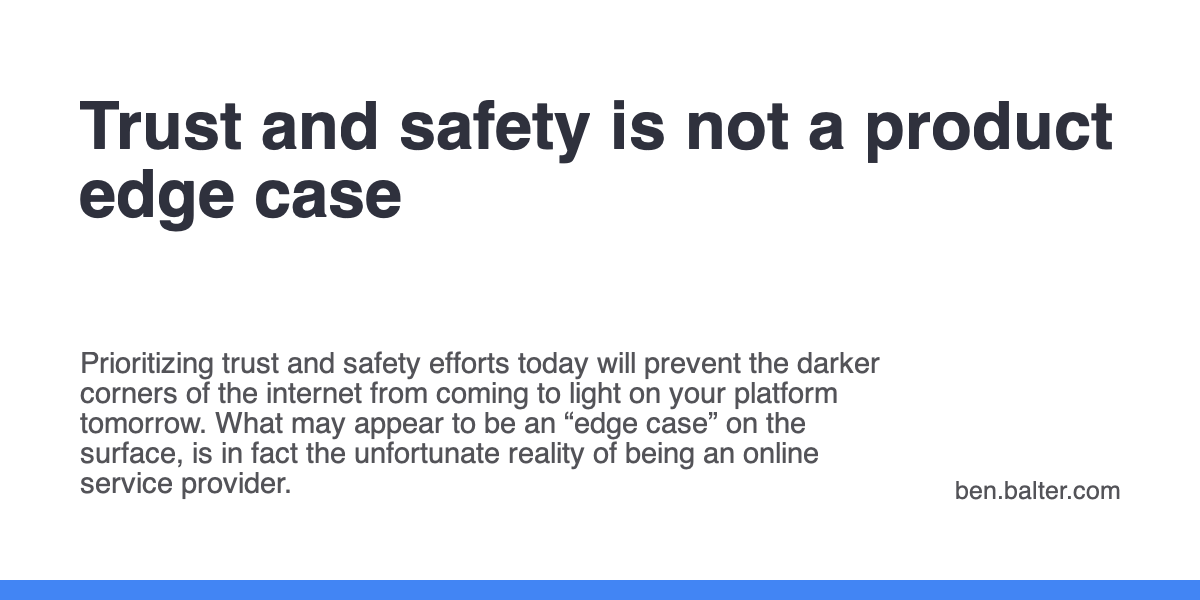 Trust and safety is not a product
edge case
Prioritizing trust and safety efforts today will prevent the darker
corners of the internet from coming to light on your platform
tomorrow. What may appear to be an “edge case” on the
surface, is in fact the unfortunate reality of being an online
service provider.
ben.balter.com